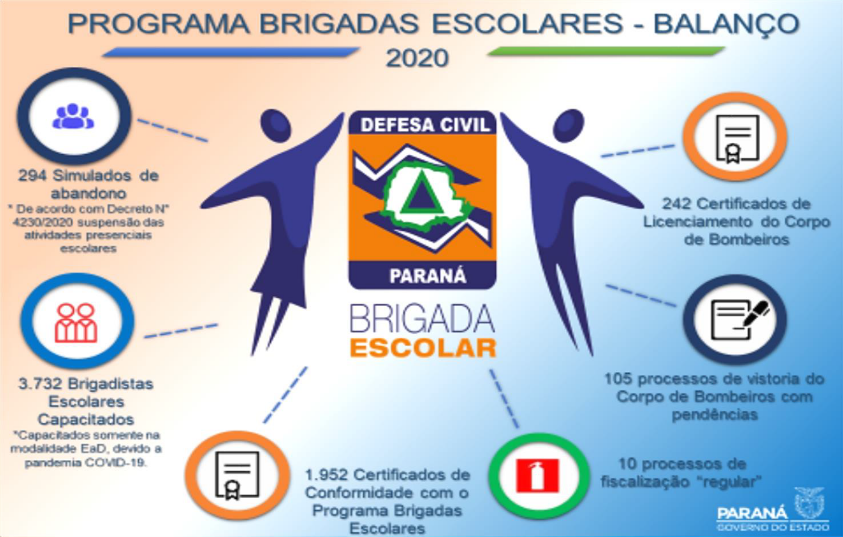 PROGRAMA BRIGADAS ESCOLARES - BALANÇO
2020
294 Simulados de
abandono
* De acordo com Decreto N°
4230/2020 suspensão das
atividades presenciais
escolares
3.732 Brigadistas
Escolares
Capacitados
*Capacitados somente na
modalidade EaD, devido a
pandemia COVID-19.
DEFESA CIVIL
PARANÁ
BRIGADA
ESCOLAR
1.952 Certificados de
Conformidade com o
Programa Brigadas
Escolares
242 Certificados de
Licenciamento do Corpo
de Bombeiros
105 processos de vistoria do
Corpo de Bombeiros com
pendências
10 processos de
fiscalização “regular”
PARANÁ
GOVERNO DO ESTADO